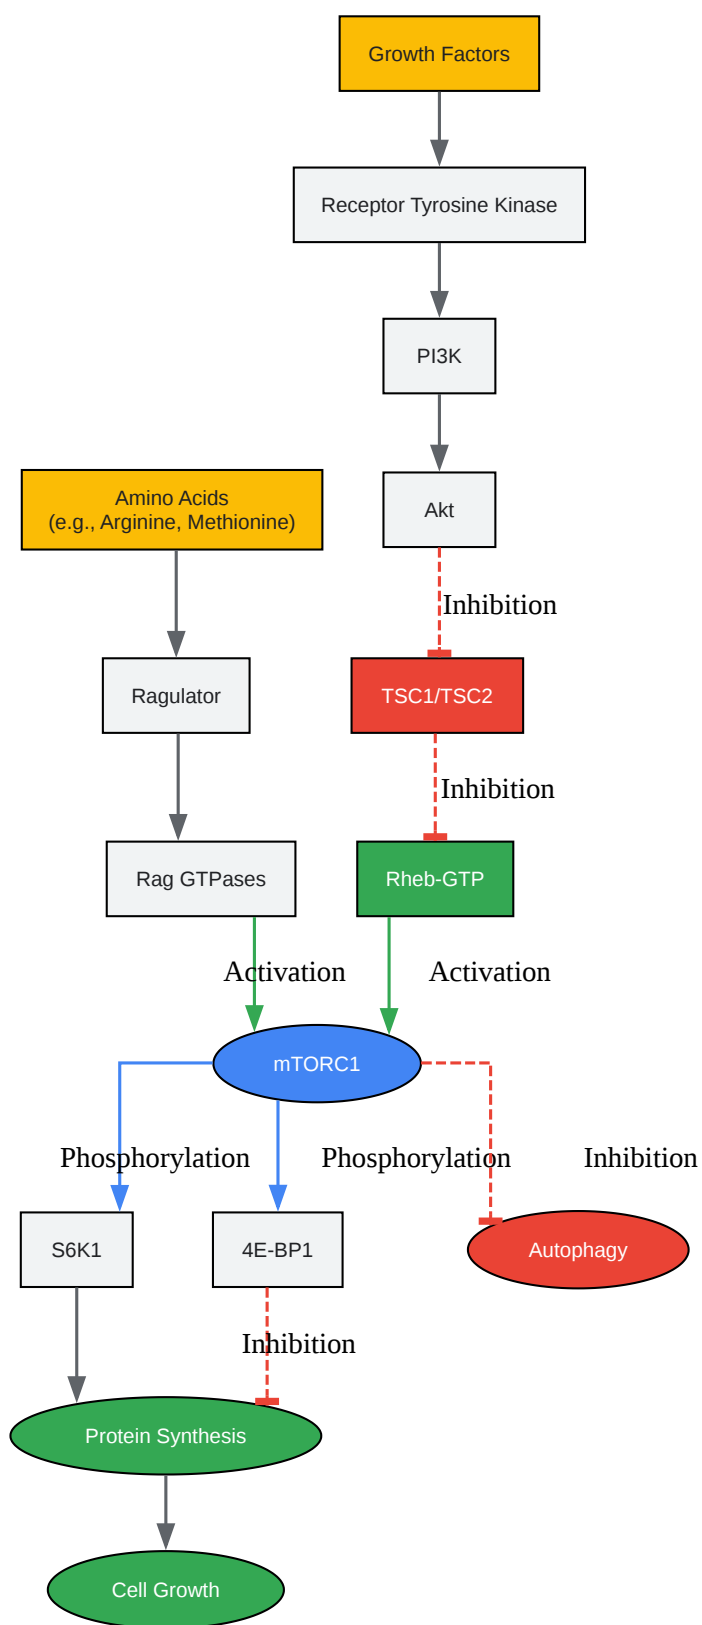 Growth Factors
Receptor Tyrosine Kinase
PI3K
Akt
Amino Acids
(e.g., Arginine, Methionine)
Inhibition
Ragulator
TSC1/TSC2
Inhibition
Rag GTPases
Rheb-GTP
Activation
Activation
mTORC1
Phosphorylation
Phosphorylation
Inhibition
S6K1
4E-BP1
Autophagy
Inhibition
Protein Synthesis
Cell Growth